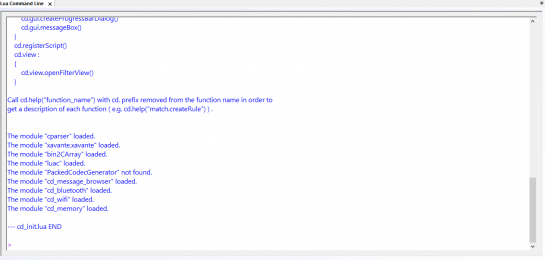 Lua Command Line
cd.gui.createProgressBarDialog()
cd.gui.messageBox()
}
cd.registerScript()
cd.view :
{
cd.view.openFilterView()
}
Call cd.help("function_name") with cd. prefix removed from the function name in order to
get a description of each function ( e.g. cd.help("match.createRule") ) .
The module "cparser" loaded.
The module "xavante.xavante" loaded.
The module "bin2CArray" loaded.
The module "luac" loaded.
The module "PackedCodecGenerator" not found.
The module "cd_message_browser" loaded.
The module "cd_bluetooth" loaded.
The module "cd_wifi" loaded.
The module "cd_memory" loaded.
--- cd_init.lua END
>